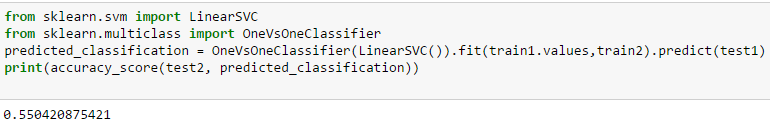 from sklearn.svm import LinearSVC
from sklearn.multiclass import OneVsOneClassifier
predicted_classification = OneVsOneClassifier(LinearSVC()).fit(train1.values,train2).predict(test1)
print(accuracy_score(test2, predicted_classification))
0.550420875421